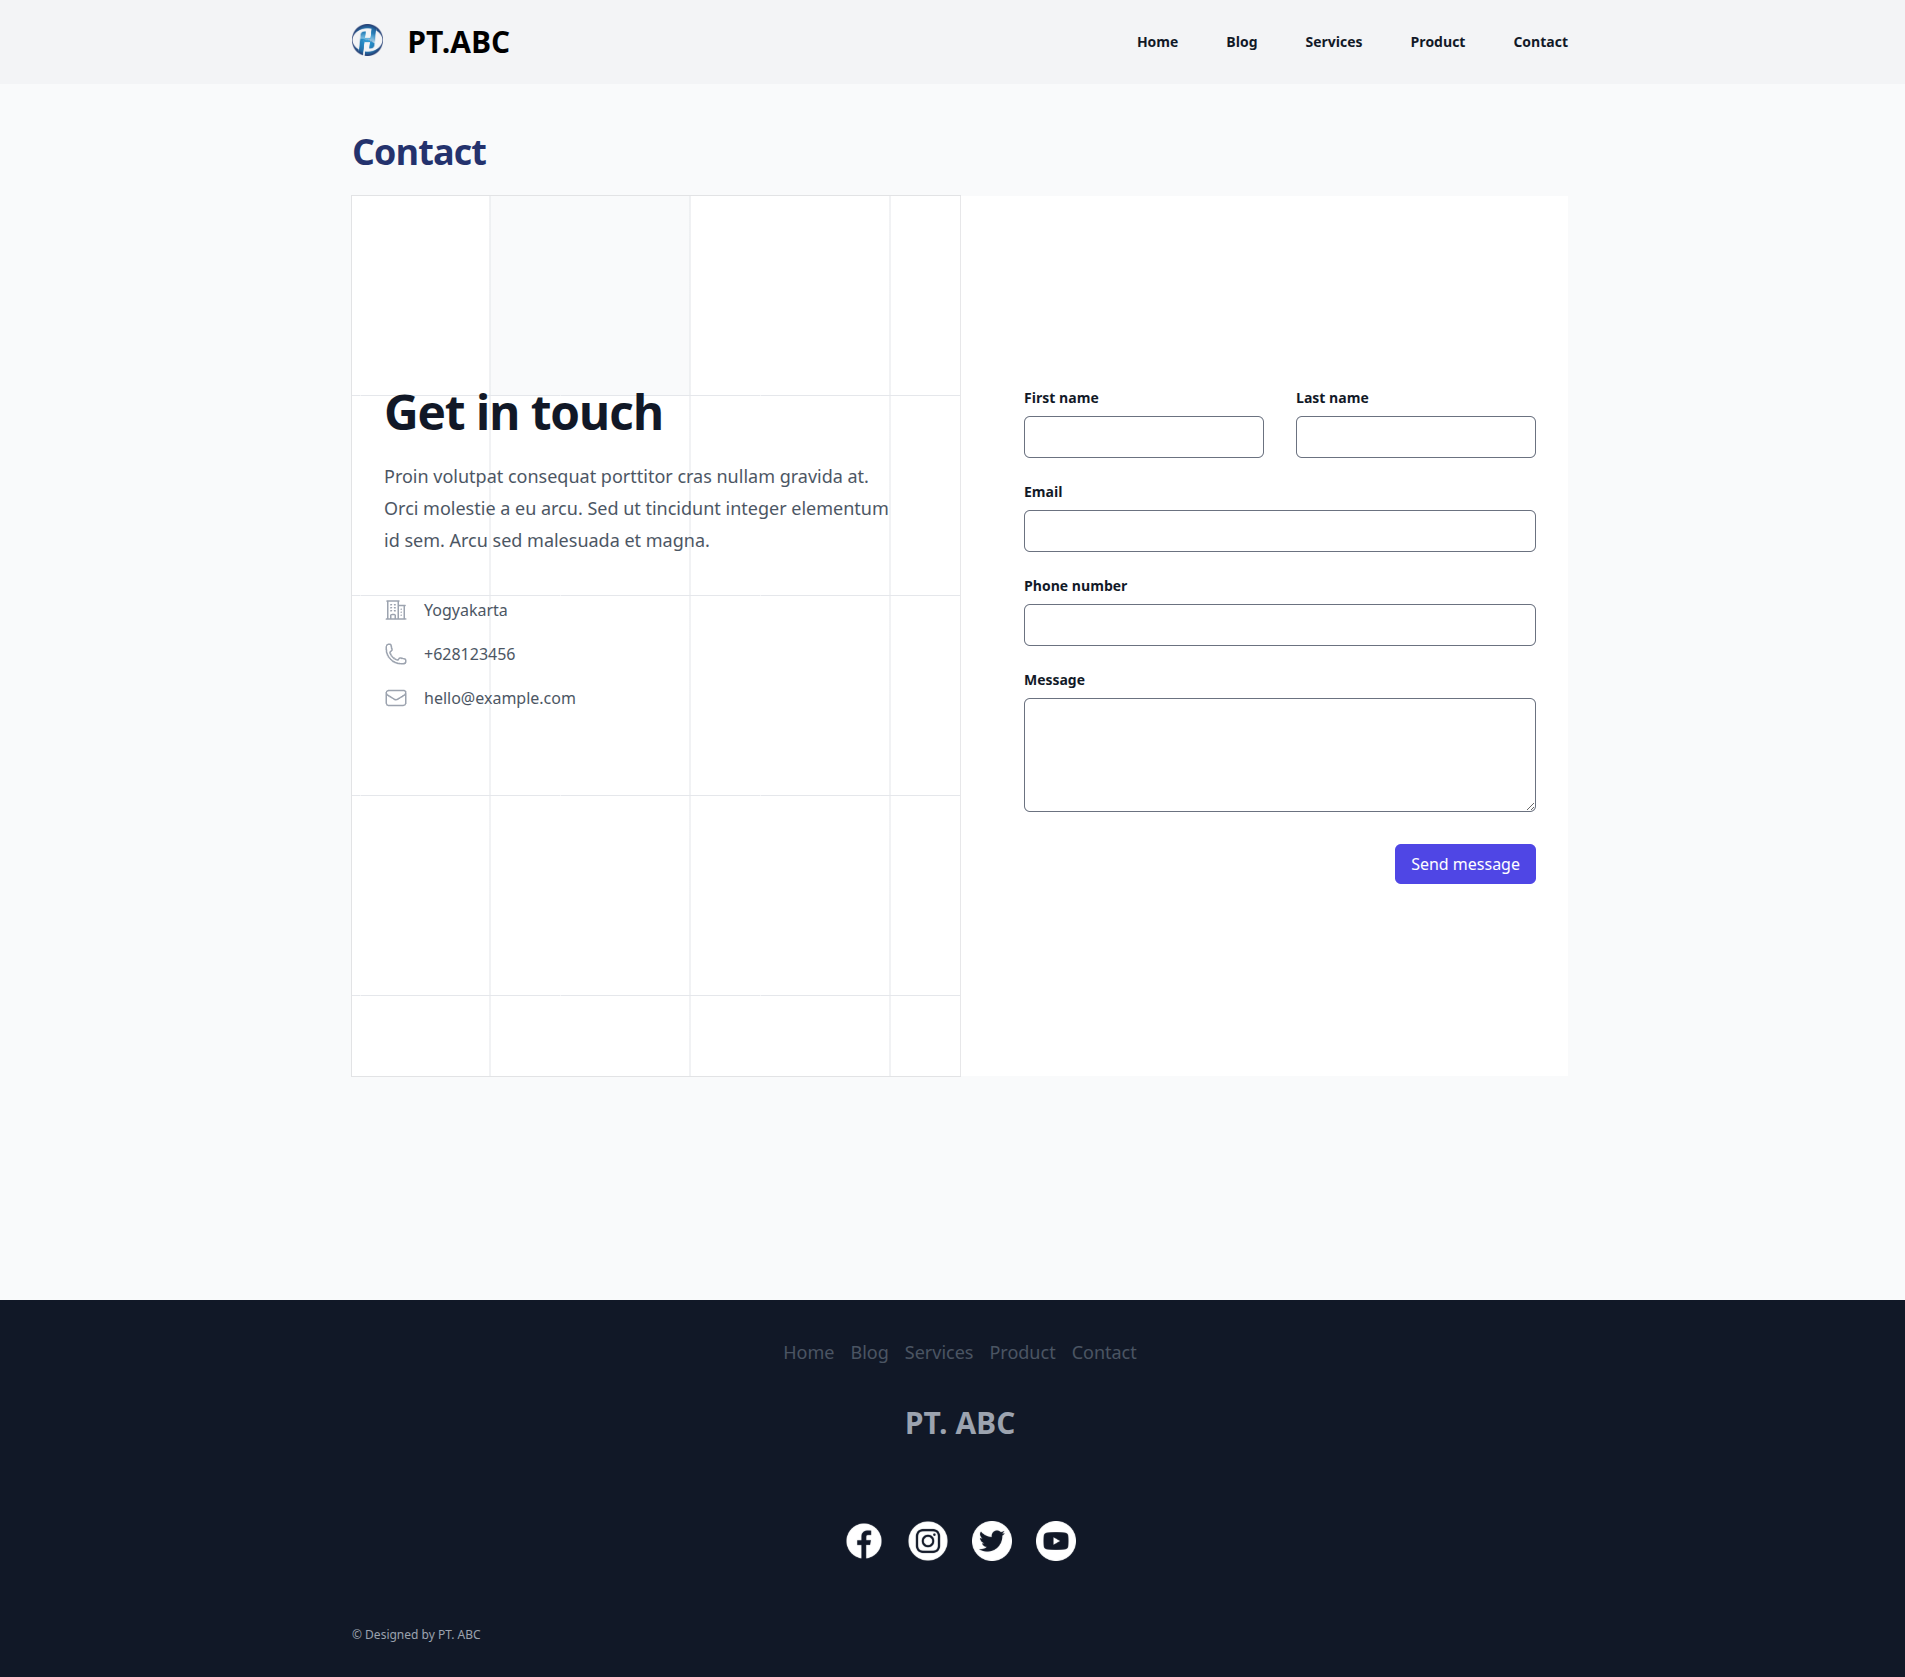 PT.ABC
Home Blog Services Product Contact
Contact
Get in touch
Proin volutpat consequat porttitor cras nullam gravida at.
Orci molestie a eu arcu. Sed ut tincidunt integer elementum
id sem. Arcu sed malesuada et magna.
Yogyakarta
+628123456
hello@example.com
First name Last name
Email
Phone number
Message
Send message
Home Blog Services Product Contact
PT. ABC
© Designed by PT. ABC